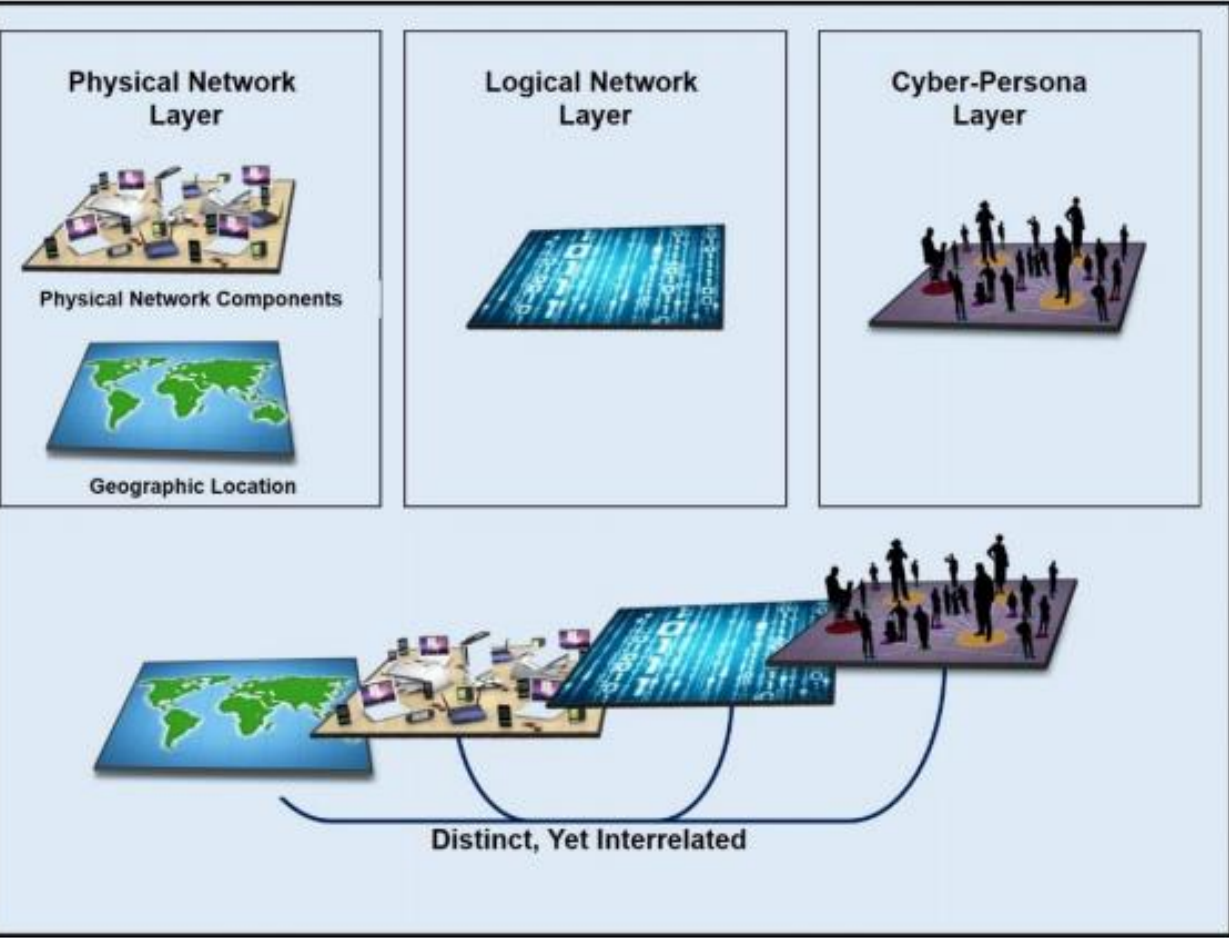 Physical Network
Layer
Physical Network Components
Geographic Location
Logical Network
Layer
Cyber-Persona
Layer
Distinct, Yet Interrelated